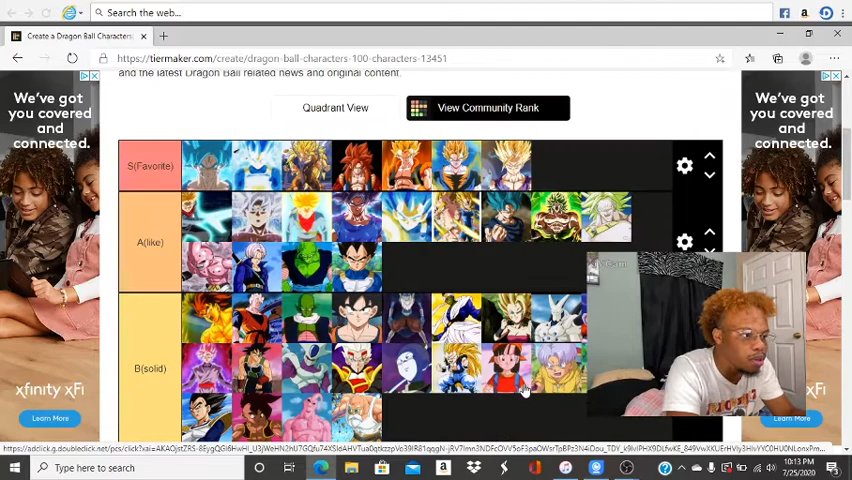 Search the web...
Create a Dragon Ball Characters
https://tiermaker.com/create/dragon-ball-characters-100-characters-13451
and the latest Dragon Ball related news and original content.
Quadrant View
View Community Rank
We've got
you covered
and
connected.
xfinity xFi
Learn More
We've got
you covered
and
connected.
xfinity xFi
Learn More
S(Favorite)
A(like)
B(solid)
Type here to search
10:13 PM
7/25/2020